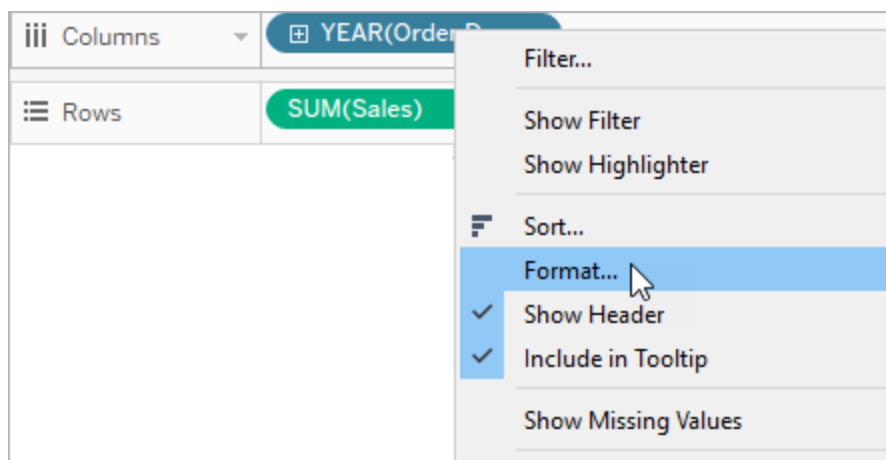 Columns
YEAR(Order
Rows
SUM(Sales)
Filter...
Show Filter
Show Highlighter
Sort...
Format...
Show Header
Include in Tooltip
Show Missing Values